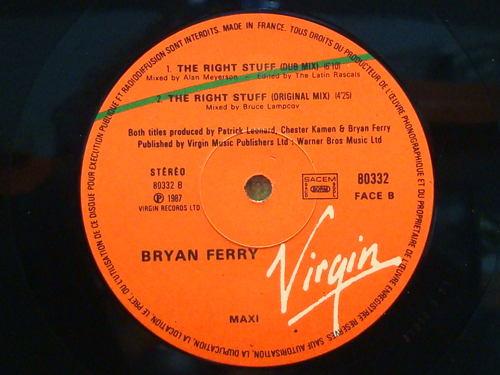 MADE IN FRANCE. TOUS DROITS DU PRODUCTEUR DE L'ŒUVRE PHONOGRAPHIQUE ET DU PROPRIETAIRE DE L'ŒUVRE ENREGISTREE RESERVES. SAUF AUTORISATION, LA DUPLICATION, LA LOCATION, LE PRET, OU L'UTILISATION DE CE DISQUE POUR EXECUTION PUBLIQUE ET RADIODIFFUSION SONT INTERDITS.
1. THE RIGHT STUFF (DUB MIX) (6'10)
Mixed by Alan Meyerson - Edited by The Latin Rascals
2. THE RIGHT STUFF (ORIGINAL MIX) (4'25)
Mixed by Bruce Lampcov
Both titles produced by Patrick Leonard, Chester Kamen & Bryan Ferry
Published by Virgin Music Publishers Ltd : Warner Bros Music Ltd
STÉRÉO
80332 B
Ⓟ 1987
VIRGIN RECORDS LTD
SACEM
80332
FACE B
BRYAN FERRY
Virgin
MAXI